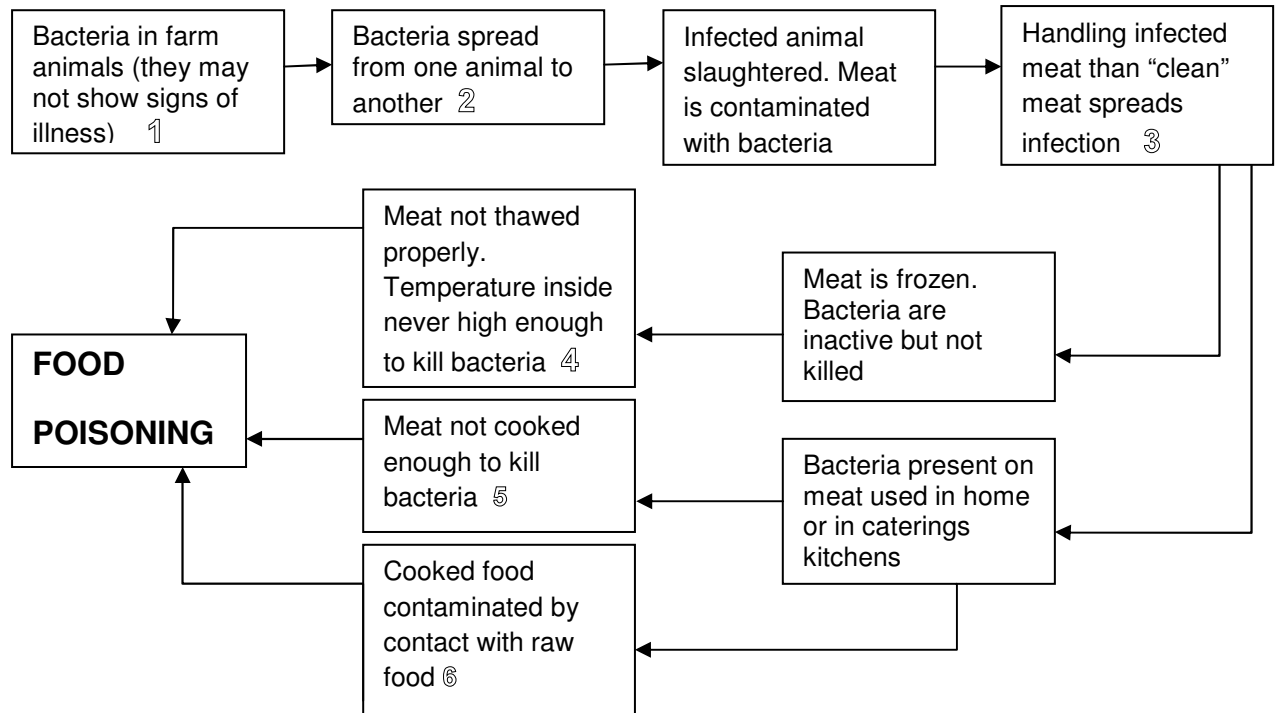 Bacteria in farm
animals (they may
not show signs of
illness) 1
Bacteria spread
from one animal to
another 2
Infected animal
slaughtered. Meat
is contaminated
with bacteria
Handling infected
meat than “clean”
meat spreads
infection 3
Meat is frozen.
Bacteria are
inactive but not
killed
Meat not thawed
properly.
Temperature inside
never high enough
to kill bacteria 4
Bacteria present on
meat used in home
or in caterings
kitchens
Meat not cooked
enough to kill
bacteria 5
Cooked food
contaminated by
contact with raw
food 6
FOOD
POISONING